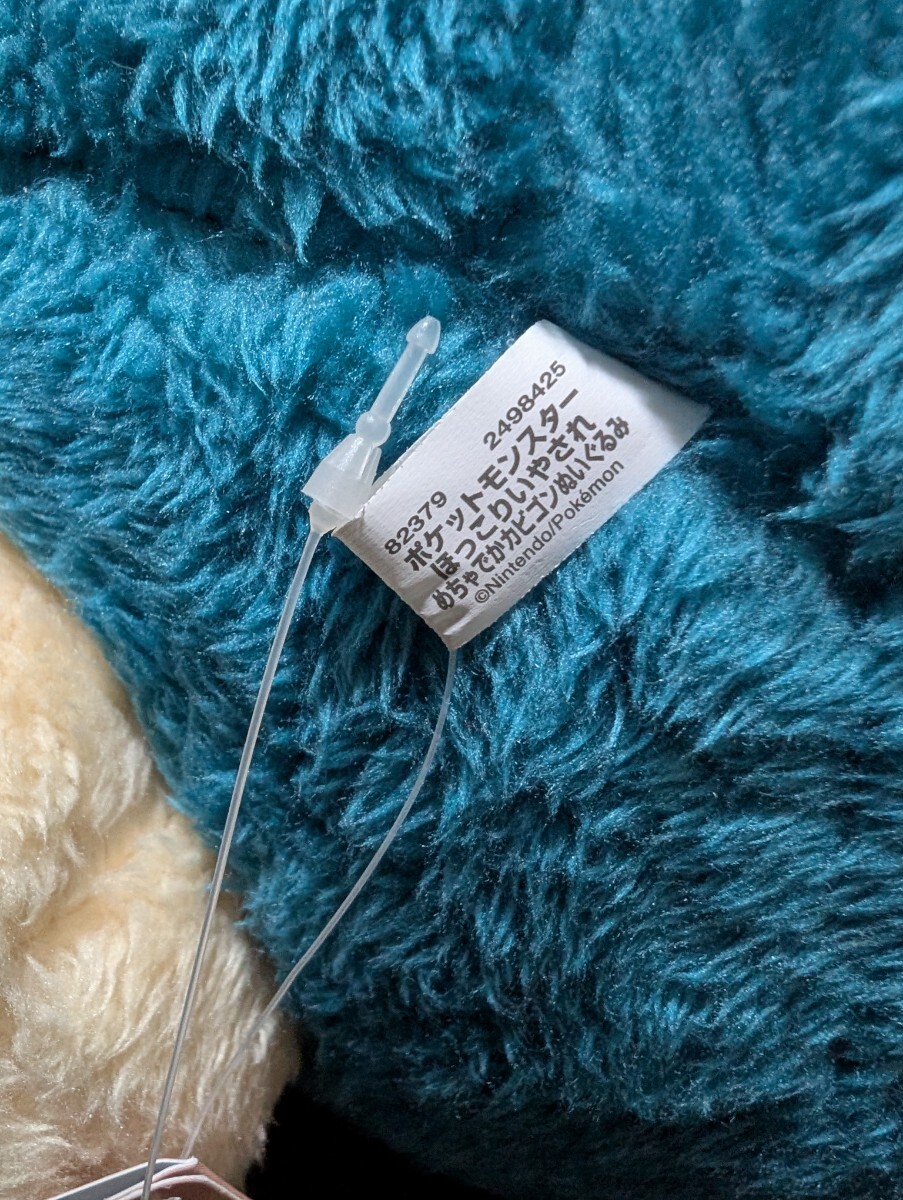 82379 2498425
ポケットモンスター
ほっこりいやされ
めちゃでかカビゴンぬいぐるみ
©Nintendo/Pokémon